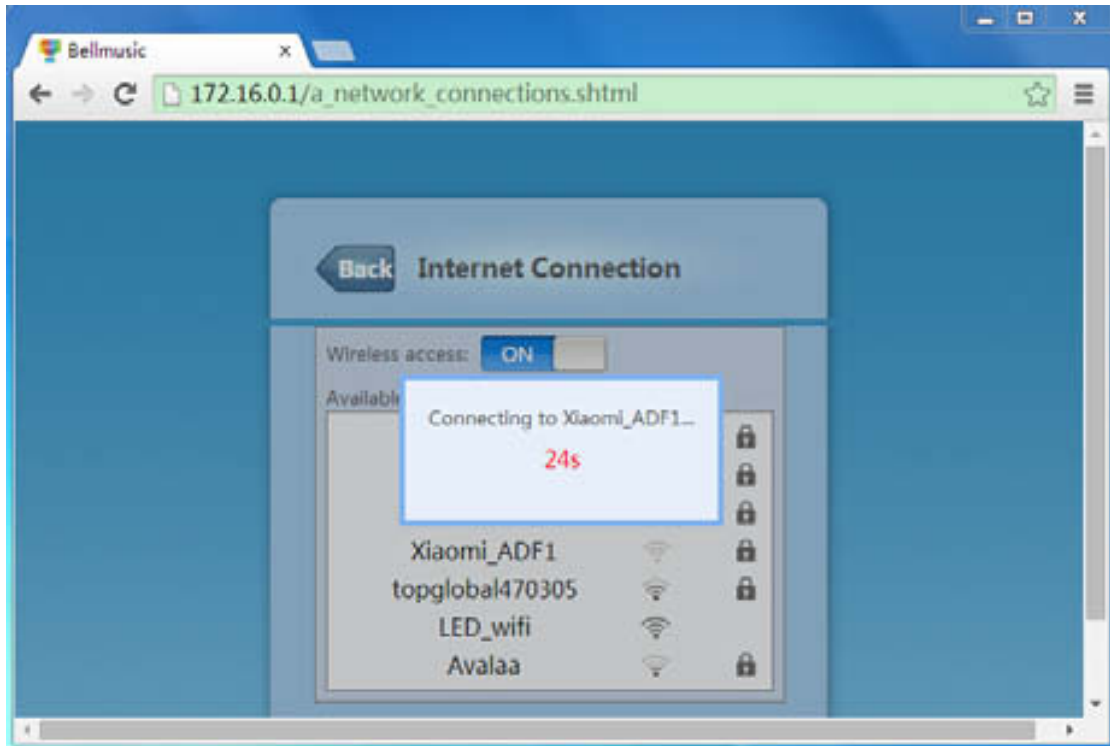 Bellmusic
172.16.0.1/a_network_connections.shtml
Back Internet Connection
Wireless access: ON
Availabl
Connecting to Xiaomi_ADF1...
24s
Xiaomi_ADF1
topglobal470305
LED_wifi
Avalaa